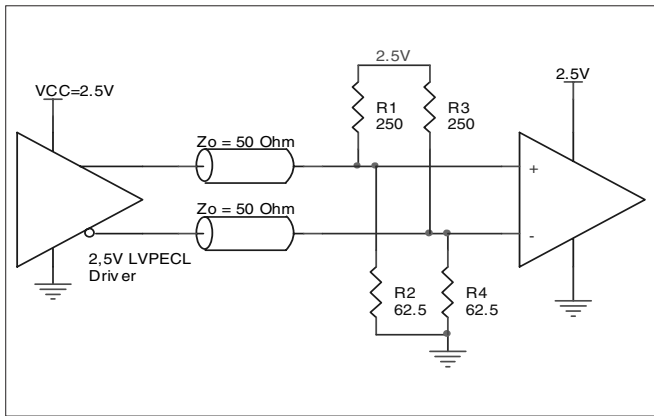 2.5V
2.5V
VCC=2.5V
R1
250
R3
250
Zo = 50 Ohm
+
Zo = 50 Ohm
-
2,5V LVPECL
Driver
R2
62.5
R4
62.5